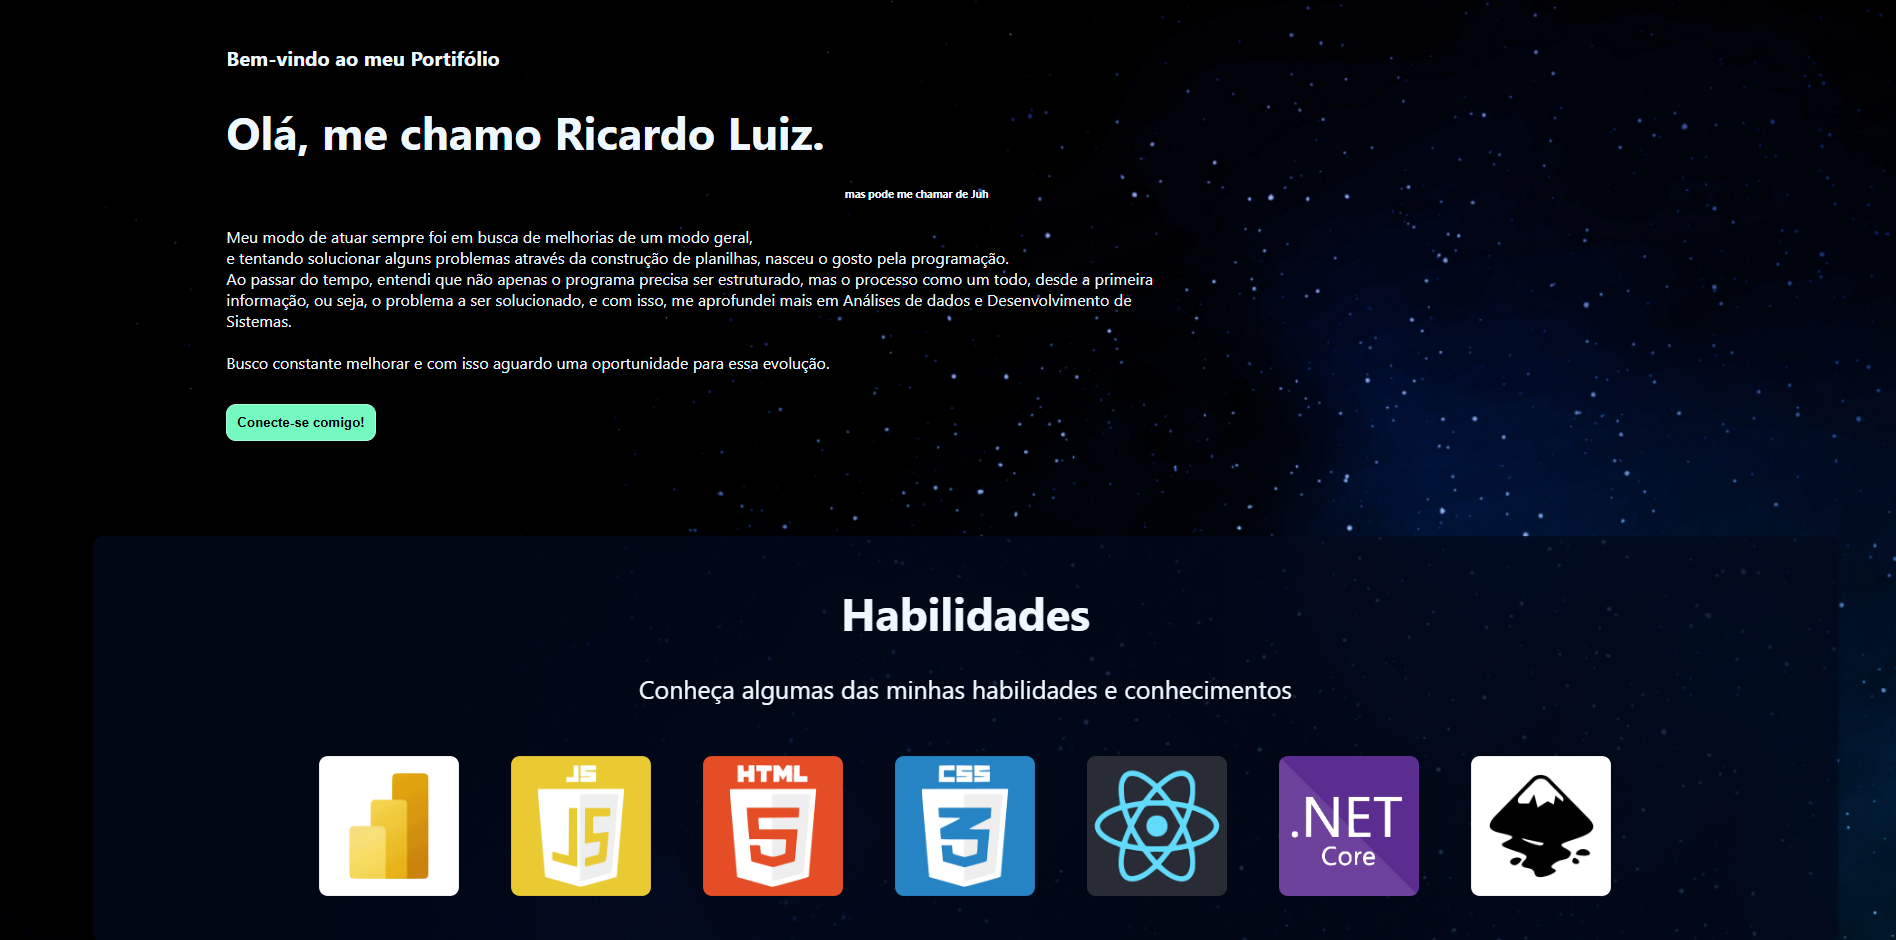 Bem-vindo ao meu Portifólio
Olá, me chamo Ricardo Luiz.
mas pode me chamar de Juh
Meu modo de atuar sempre foi em busca de melhorias de um modo geral,
e tentando solucionar alguns problemas através da construção de planilhas, nasceu o gosto pela programação.
Ao passar do tempo, entendi que não apenas o programa precisa ser estruturado, mas o processo como um todo, desde a primeira
informação, ou seja, o problema a ser solucionado, e com isso, me aprofundei mais em Análises de dados e Desenvolvimento de
Sistemas.
Busco constante melhorar e com isso aguardo uma oportunidade para essa evolução.
Conecte-se comigo!
Habilidades
Conheça algumas das minhas habilidades e conhecimentos
JS
JS
HTML
5
CSS
3
.NET
Core